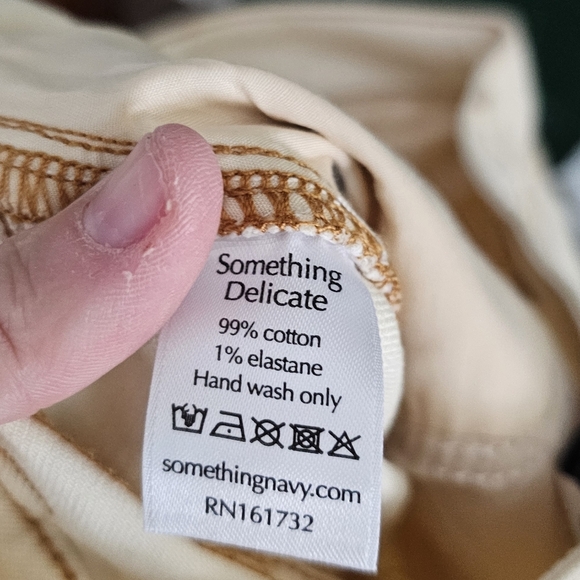 Something
Delicate
99% cotton
1% elastane
Hand wash only
somethingnavy.com
RN161732